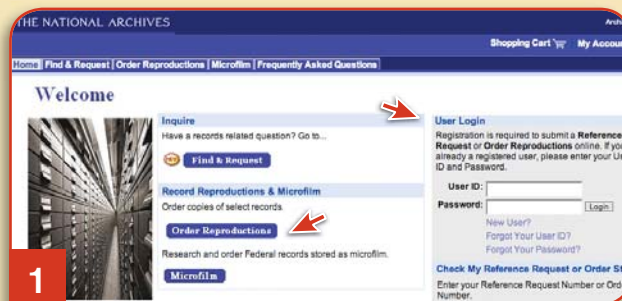 THE NATIONAL ARCHIVES
Shopping Cart My Accoun
Home | Find & Request | Order Reproductions | Microfilm | Frequently Asked Questions
Welcome
Inquire
Have a records related question? Go to...
Find & Request
Record Reproductions & Microfilm
Order copies of select records.
Order Reproductions
Research and order Federal records stored as microfilm.
Microfilm
User Login
Registration is required to submit a Reference
Request or Order Reproductions online. If you
already a registered user, please enter your Us
ID and Password.
User ID:
Password:
Login
New User?
Forgot Your User ID?
Forgot Your Password?
Check My Reference Request or Order St
Enter your Reference Request Number or Ord
Number.
1